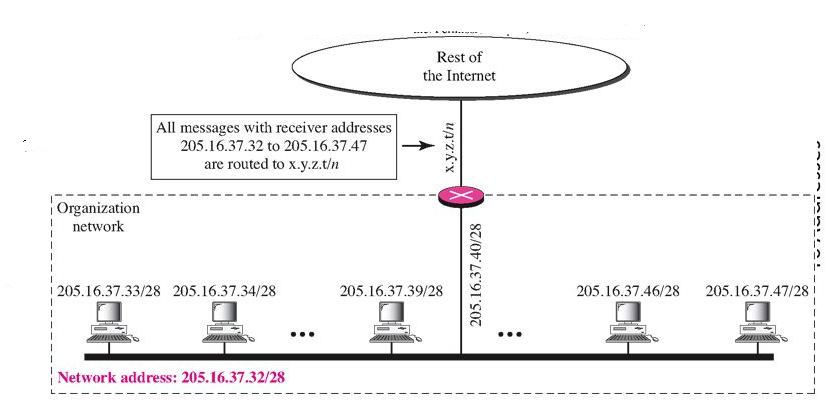 Rest of
the Internet
All messages with receiver addresses
205.16.37.32 to 205.16.37.47
are routed to x.y.z.t/n
x.y.z.t/n
Organization
network
205.16.37.40/28
205.16.37.33/28 205.16.37.34/28 205.16.37.39/28 205.16.37.46/28 205.16.37.47/28
Network address: 205.16.37.32/28